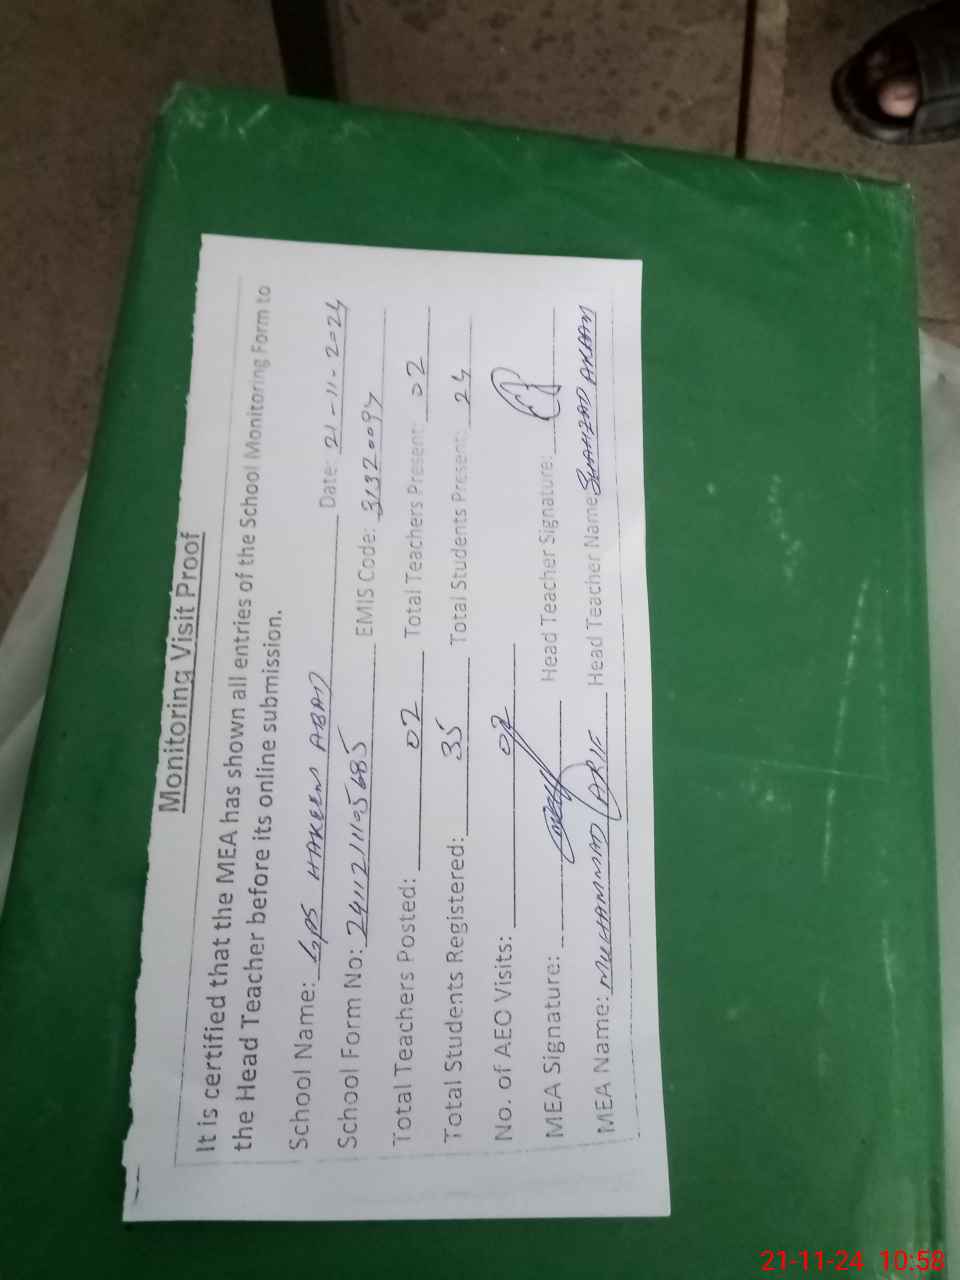 Monitoring Visit Proof
It is certified that the MEA has shown all entries of the School Monitoring Form to
the Head Teacher before its online submission.
School Name: GPS HAKEEM ABAD Date: 21-11-2024
School Form No: EMIS Code: 31320094
Total Teachers Posted: 02 Total Teachers Present: 02
Total Students Registered: 35 Total Students Present: 24
No. of AEO Visits: 02
MEA Signature: Head Teacher Signature:
MEA Name: MUHAMMAD ARIF Head Teacher Name: SHAHZAD
21-11-24 10:58